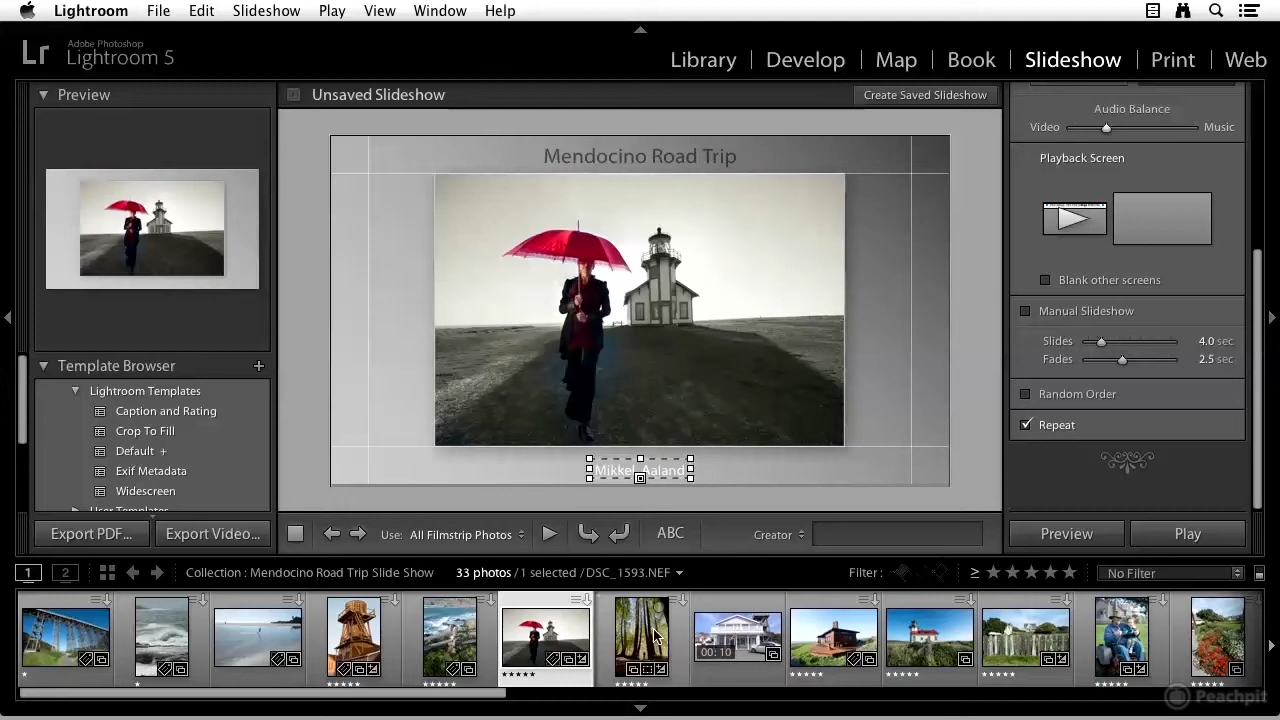 Lightroom File Edit Slideshow Play View Window Help
Lr Adobe Photoshop
Lightroom 5
Library Develop Map Book Slideshow Print Web
Preview
Unsaved Slideshow
Create Saved Slideshow
Audio Balance
Video Music
Playback Screen
Mendocino Road Trip
Blank other screens
Manual Slideshow
Slides 4.0 sec
Fades 2.5 sec
Random Order
Repeat
Template Browser +
Lightroom Templates
Caption and Rating
Crop To Fill
Default +
Exif Metadata
Widescreen
User Templates
Mikkel Aaland
Export PDF... Export Video...
Use: All Filmstrip Photos ABC Creator
Preview Play
1 2 Collection : Mendocino Road Trip Slide Show 33 photos / 1 selected / DSC_1593.NEF Filter : ≥ ★★★★★ No Filter
00: 10
Peachpit